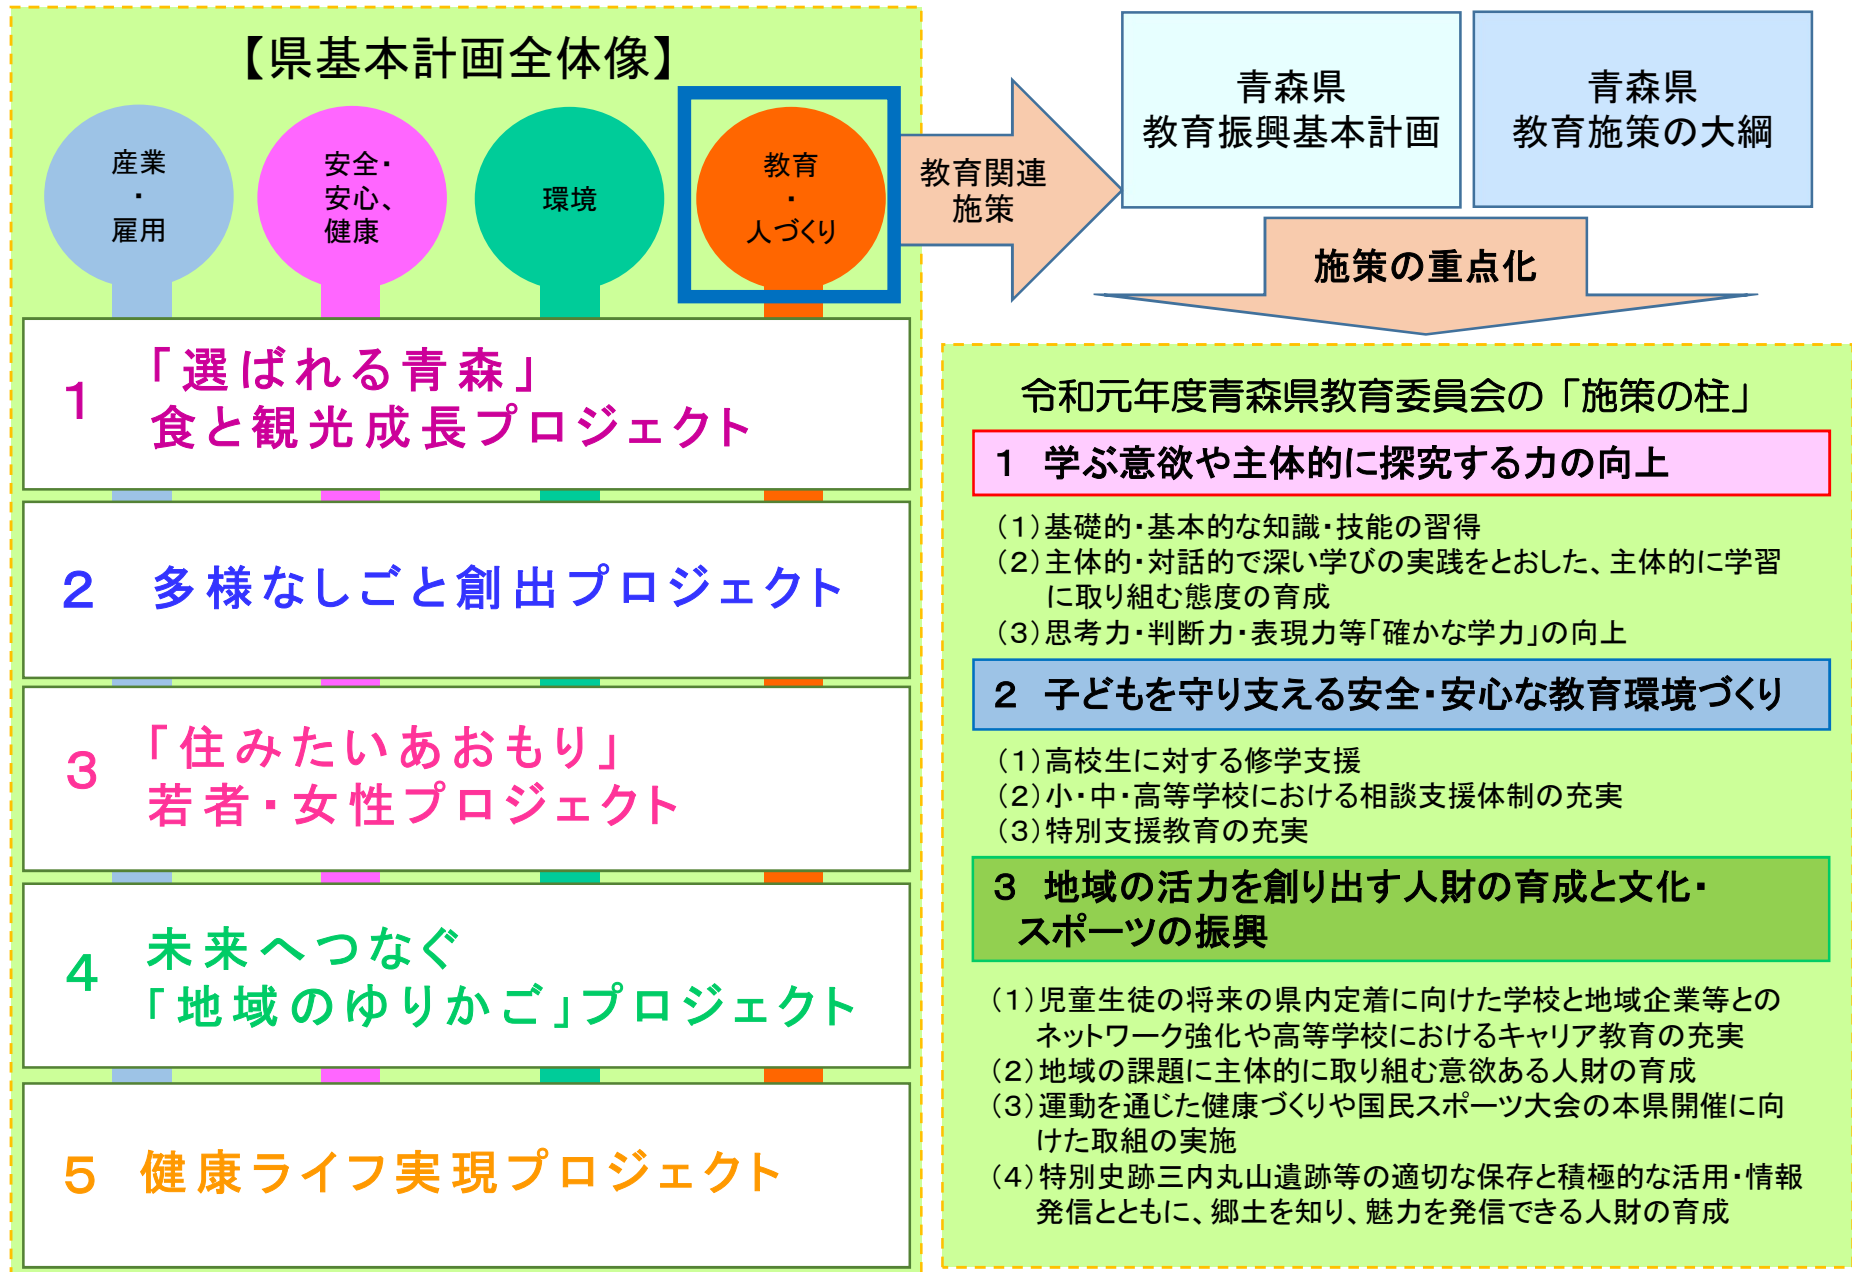 【県基本計画全体像】
産業
・
雇用
安全・
安心、
健康
環境
教育
・
人づくり
教育関連
施策
青森県
教育振興基本計画
青森県
教育施策の大綱
施策の重点化
1
「選ばれる青森」
食と観光成長プロジェクト
2 多様なしごと創出プロジェクト
3
「住みたいあおもり」
若者・女性プロジェクト
4
未来へつなぐ
「地域のゆりかご」プロジェクト
5 健康ライフ実現プロジェクト
令和元年度青森県教育委員会の「施策の柱」
1 学ぶ意欲や主体的に探究する力の向上
(1)基礎的・基本的な知識・技能の習得
(2)主体的・対話的で深い学びの実践をとおした、主体的に学習
に取り組む態度の育成
(3)思考力・判断力・表現力等「確かな学力」の向上
2 子どもを守り支える安全・安心な教育環境づくり
(1)高校生に対する修学支援
(2)小・中・高等学校における相談支援体制の充実
(3)特別支援教育の充実
3 地域の活力を創り出す人財の育成と文化・
スポーツの振興
(1)児童生徒の将来の県内定着に向けた学校と地域企業等との
ネットワーク強化や高等学校におけるキャリア教育の充実
(2)地域の課題に主体的に取り組む意欲ある人財の育成
(3)運動を通じた健康づくりや国民スポーツ大会の本県開催に向
けた取組の実施
(4)特別史跡三内丸山遺跡等の適切な保存と積極的な活用・情報
発信とともに、郷土を知り、魅力を発信できる人財の育成